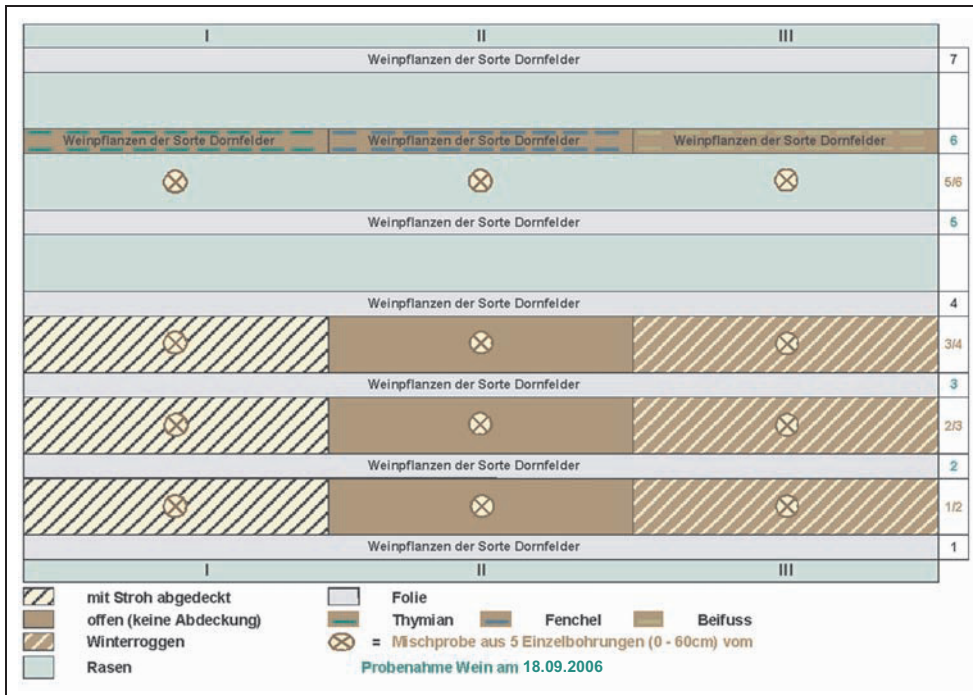 I II III
Weinpflanzen der Sorte Dornfelder 7
Weinpflanzen der Sorte Dornfelder Weinpflanzen der Sorte Dornfelder Weinpflanzen der Sorte Dornfelder 6
5/6
Weinpflanzen der Sorte Dornfelder 5
Weinpflanzen der Sorte Dornfelder 4
3/4
Weinpflanzen der Sorte Dornfelder 3
2/3
Weinpflanzen der Sorte Dornfelder 2
1/2
Weinpflanzen der Sorte Dornfelder 1
I II III
mit Stroh abgedeckt Folie
offen (keine Abdeckung) Thymian Fenchel Beifuss
Winterroggen = Mischprobe aus 5 Einzelbohrungen (0 - 60cm) vom
Rasen Probenahme Wein am 18.09.2006